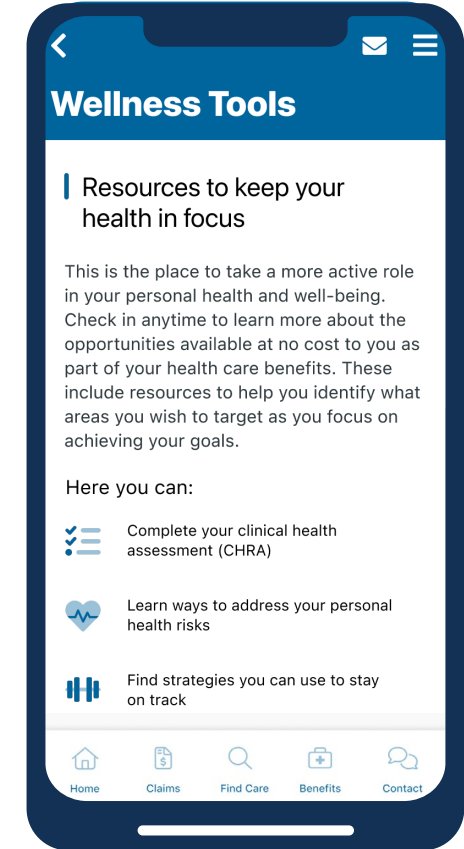 Wellness Tools
Resources to keep your
health in focus
This is the place to take a more active role
in your personal health and well-being.
Check in anytime to learn more about the
opportunities available at no cost to you as
part of your health care benefits. These
include resources to help you identify what
areas you wish to target as you focus on
achieving your goals.
Here you can:
Complete your clinical health
assessment (CHRA)
Learn ways to address your personal
health risks
Find strategies you can use to stay
on track
Home Claims Find Care Benefits Contact